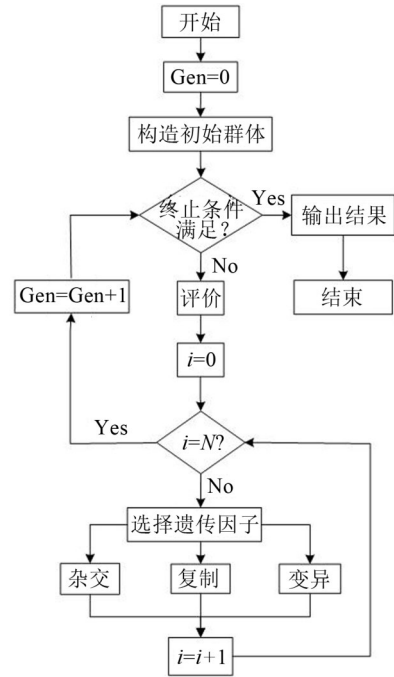 开始
Gen=0
构造初始群体
终止条件
满足?
Yes
输出结果
No
Gen=Gen+1
评价
结束
i=0
Yes
i=N?
No
选择遗传因子
杂交
复制
变异
i=i+1